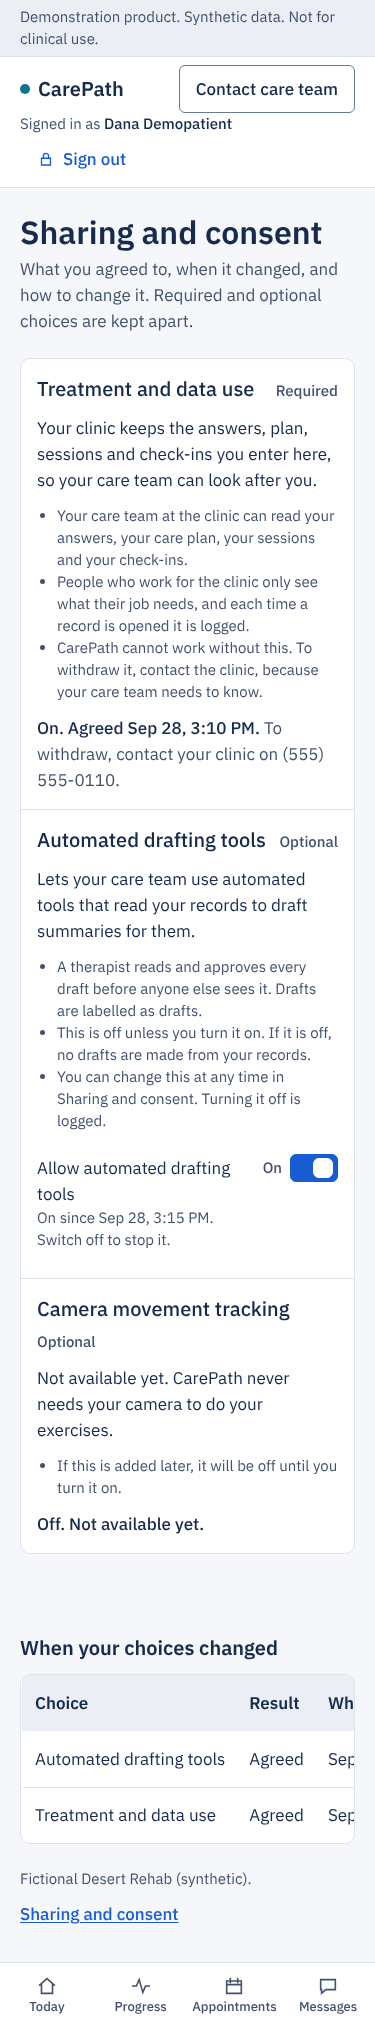 Demonstration product. Synthetic data. Not for
clinical use.
CarePath
Contact care team
Signed in as Dana Demopatient
Sign out
Sharing and consent
What you agreed to, when it changed, and
how to change it. Required and optional
choices are kept apart.
Treatment and data use Required
Your clinic keeps the answers, plan,
sessions and check-ins you enter here,
so your care team can look after you.
• Your care team at the clinic can read your
answers, your care plan, your sessions
and your check-ins.
• People who work for the clinic only see
what their job needs, and each time a
record is opened it is logged.
• CarePath cannot work without this. To
withdraw it, contact the clinic, because
your care team needs to know.
On. Agreed Sep 28, 3:10 PM. To
withdraw, contact your clinic on (555)
555-0110.
Automated drafting tools Optional
Lets your care team use automated
tools that read your records to draft
summaries for them.
• A therapist reads and approves every
draft before anyone else sees it. Drafts
are labelled as drafts.
• This is off unless you turn it on. If it is off,
no drafts are made from your records.
• You can change this at any time in
Sharing and consent. Turning it off is
logged.
Allow automated drafting On
tools
On since Sep 28, 3:15 PM.
Switch off to stop it.
Camera movement tracking
Optional
Not available yet. CarePath never
needs your camera to do your
exercises.
• If this is added later, it will be off until you
turn it on.
Off. Not available yet.
When your choices changed
Choice Result Wh
Automated drafting tools Agreed Sep
Treatment and data use Agreed Sep
Fictional Desert Rehab (synthetic).
Sharing and consent
Today Progress Appointments Messages